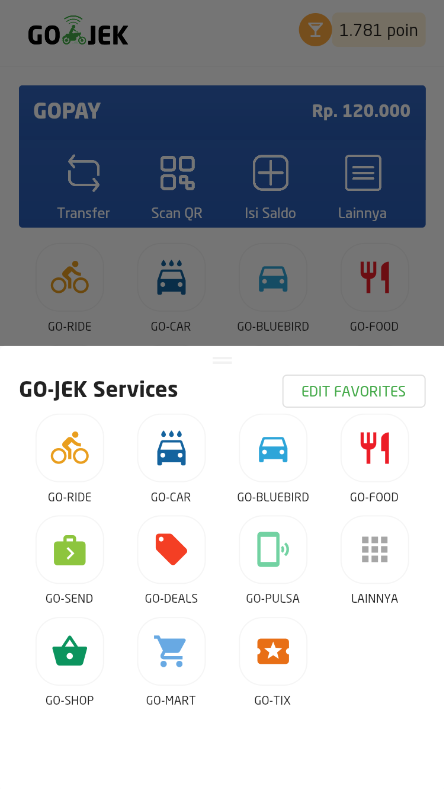 GO JEK
1.781 poin
GOPAY Rp. 120.000
Transfer Scan QR Isi Saldo Lainnya
GO-RIDE GO-CAR GO-BLUEBIRD GO-FOOD
GO-JEK Services EDIT FAVORITES
GO-RIDE GO-CAR GO-BLUEBIRD GO-FOOD
GO-SEND GO-DEALS GO-PULSA LAINNYA
GO-SHOP GO-MART GO-TIX